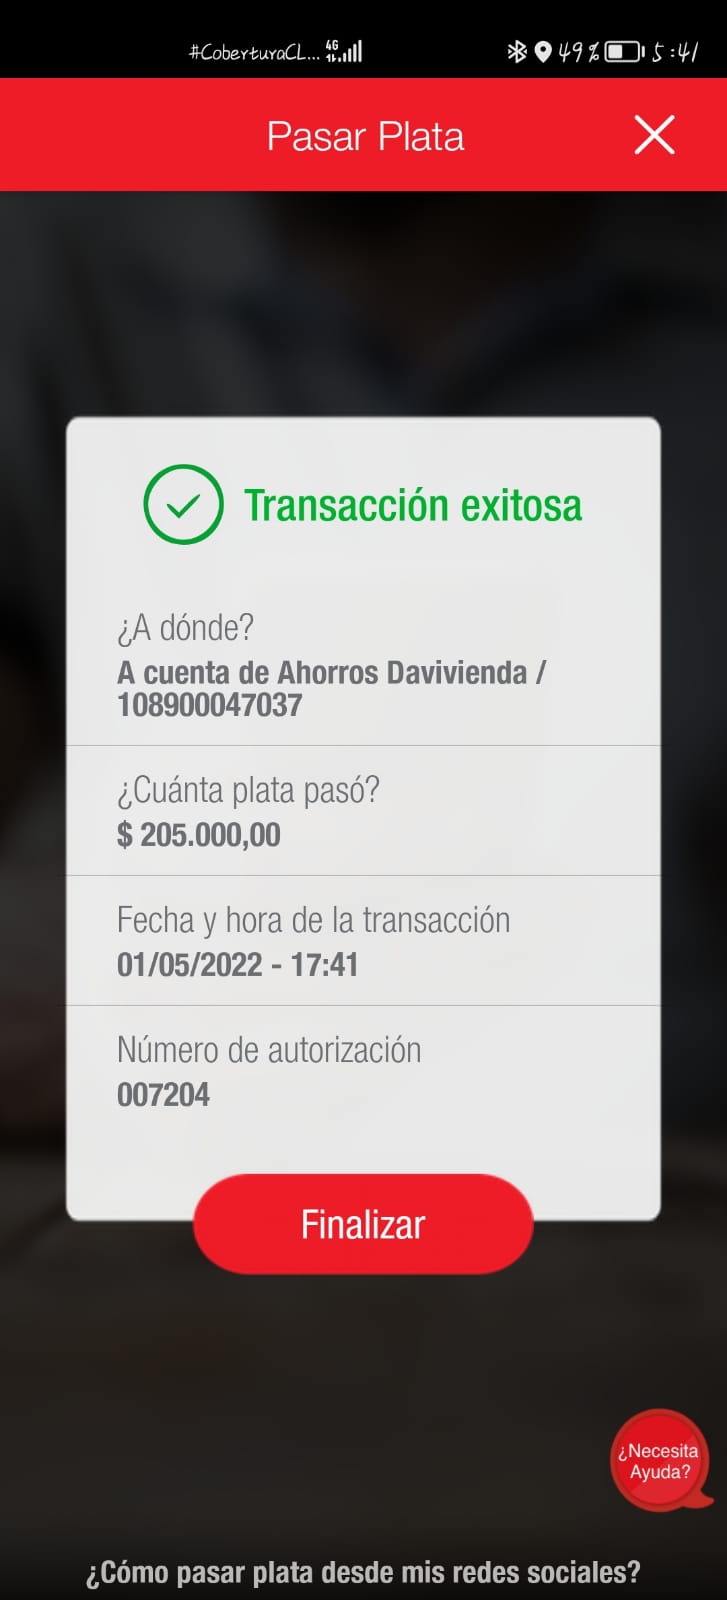 #CoberturaCL... 4G 49% 5:41
Pasar Plata
Transacción exitosa
¿A dónde?
A cuenta de Ahorros Davivienda /
108900047037
¿Cuánta plata pasó?
$ 205.000,00
Fecha y hora de la transacción
01/05/2022 - 17:41
Número de autorización
007204
Finalizar
¿Necesita
Ayuda?
¿Cómo pasar plata desde mis redes sociales?